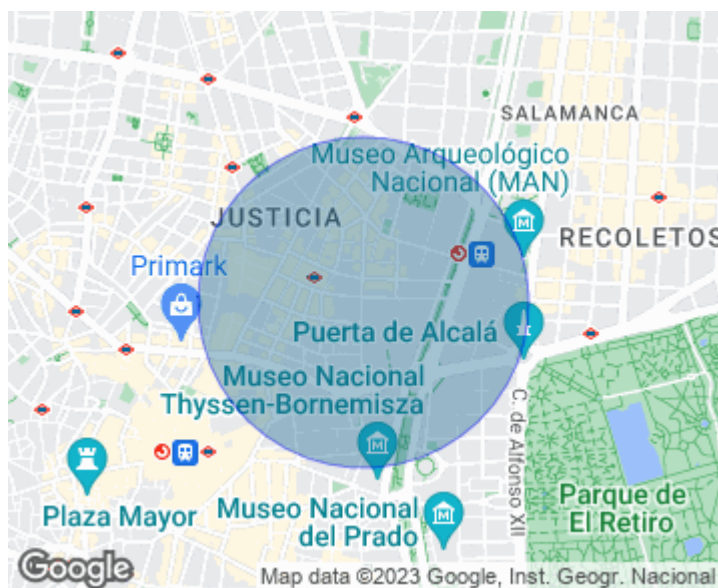 SALAMANCA
Museo Arqueológico
Nacional (MAN)
JUSTICIA
RECOLETOS
Primark
Puerta de Alcalá
Museo Nacional
Thyssen-Bornemisza
C. de Alfonso XII
Plaza Mayor
Museo Nacional
del Prado
Parque de
El Retiro
Google
Map data ©2023 Google, Inst. Geogr. Nacional